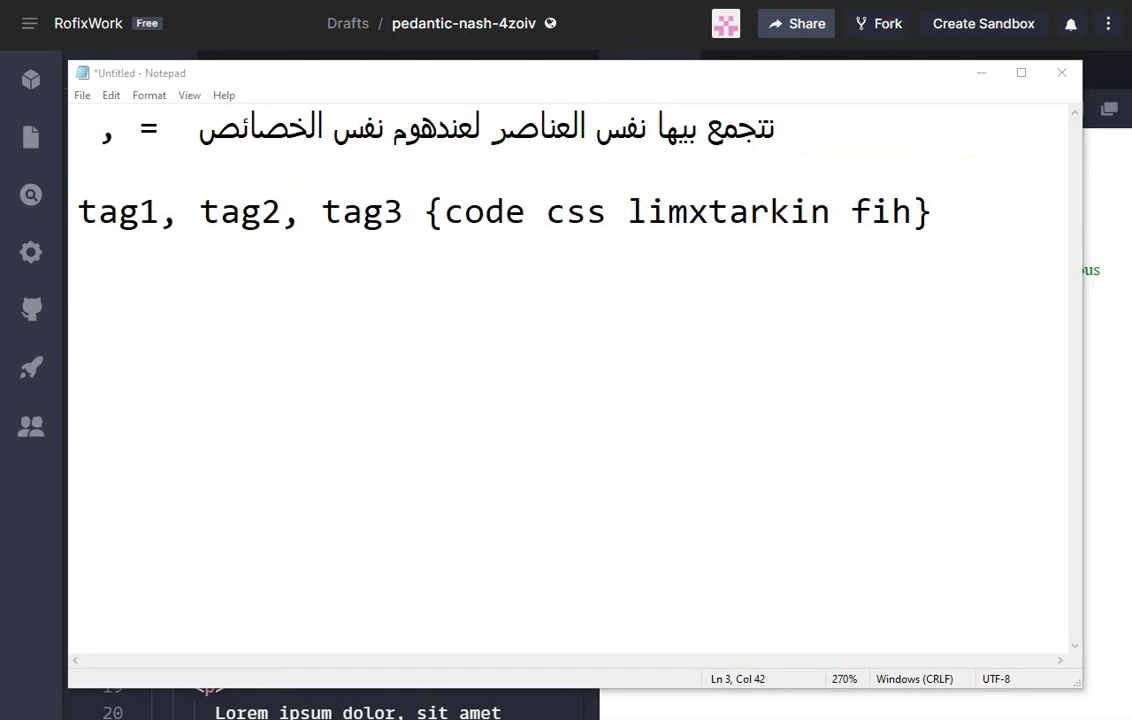 RofixWork Free Drafts / pedantic-nash-4zoiv Share Fork Create Sandbox
*Untitled - Notepad
File Edit Format View Help
, = تتجمع بيها نفس العناصر لعندهوم نفس الخصائص
tag1, tag2, tag3 {code css limxtarkin fih}
Ln 3, Col 42 270% Windows (CRLF) UTF-8
20 Lorem ipsum dolor, sit amet